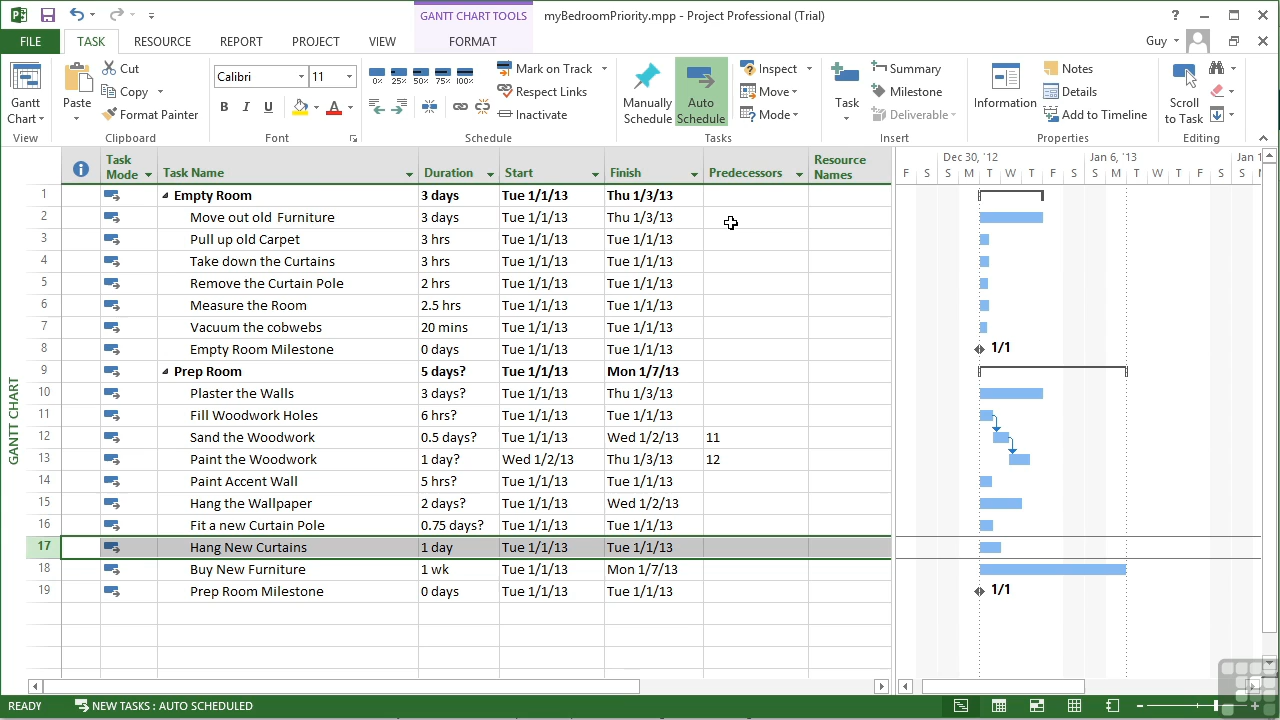 GANTT CHART TOOLS
myBedroomPriority.mpp - Project Professional (Trial)
FILE TASK RESOURCE REPORT PROJECT VIEW FORMAT Guy
Gantt Chart
View
Paste
Cut
Copy
Format Painter
Clipboard
Calibri 11
B I U A
Font
0% 25% 50% 75% 100%
Mark on Track
Respect Links
Inactivate
Schedule
Manually Schedule
Auto Schedule
Inspect
Move
Mode
Tasks
Task
Summary
Milestone
Deliverable
Insert
Information
Notes
Details
Add to Timeline
Properties
Scroll to Task
Editing
GANTT CHART
Task Mode Task Name Duration Start Finish Predecessors Resource Names
Dec 30, '12 Jan 6, '13 Jan 1
F S S M T W T F S S M T W T F S S M
1 Empty Room 3 days Tue 1/1/13 Thu 1/3/13
2 Move out old Furniture 3 days Tue 1/1/13 Thu 1/3/13
3 Pull up old Carpet 3 hrs Tue 1/1/13 Tue 1/1/13
4 Take down the Curtains 3 hrs Tue 1/1/13 Tue 1/1/13
5 Remove the Curtain Pole 2 hrs Tue 1/1/13 Tue 1/1/13
6 Measure the Room 2.5 hrs Tue 1/1/13 Tue 1/1/13
7 Vacuum the cobwebs 20 mins Tue 1/1/13 Tue 1/1/13
8 Empty Room Milestone 0 days Tue 1/1/13 Tue 1/1/13 1/1
9 Prep Room 5 days? Tue 1/1/13 Mon 1/7/13
10 Plaster the Walls 3 days? Tue 1/1/13 Thu 1/3/13
11 Fill Woodwork Holes 6 hrs? Tue 1/1/13 Tue 1/1/13
12 Sand the Woodwork 0.5 days? Tue 1/1/13 Wed 1/2/13 11
13 Paint the Woodwork 1 day? Wed 1/2/13 Thu 1/3/13 12
14 Paint Accent Wall 5 hrs? Tue 1/1/13 Tue 1/1/13
15 Hang the Wallpaper 2 days? Tue 1/1/13 Wed 1/2/13
16 Fit a new Curtain Pole 0.75 days? Tue 1/1/13 Tue 1/1/13
17 Hang New Curtains 1 day Tue 1/1/13 Tue 1/1/13
18 Buy New Furniture 1 wk Tue 1/1/13 Mon 1/7/13
19 Prep Room Milestone 0 days Tue 1/1/13 Tue 1/1/13 1/1
READY NEW TASKS : AUTO SCHEDULED